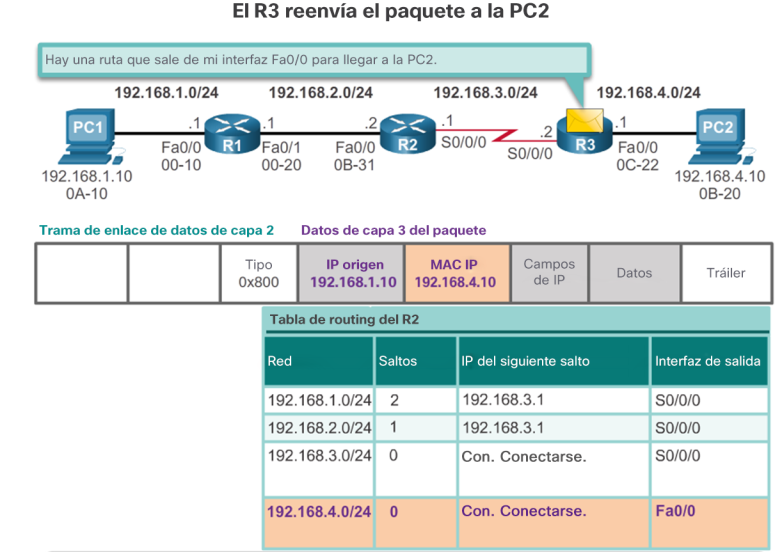 El R3 reenvía el paquete a la PC2
Hay una ruta que sale de mi interfaz Fa0/0 para llegar a la PC2.
192.168.1.0/24 192.168.2.0/24 192.168.3.0/24 192.168.4.0/24
PC1 .1 R1 .1 .2 R2 .1 .2 R3 .1 PC2
Fa0/0 Fa0/1 Fa0/0 S0/0/0 S0/0/0 Fa0/0
00-10 00-20 0B-31 0C-22
192.168.1.10 192.168.4.10
0A-10 0B-20
Trama de enlace de datos de capa 2 Datos de capa 3 del paquete
Tipo
0x800
IP origen
192.168.1.10
MAC IP
192.168.4.10
Campos
de IP
Datos
Tráiler
Tabla de routing del R2
Red Saltos IP del siguiente salto Interfaz de salida
192.168.1.0/24 2 192.168.3.1 S0/0/0
192.168.2.0/24 1 192.168.3.1 S0/0/0
192.168.3.0/24 0 Con. Conectarse. S0/0/0
192.168.4.0/24 0 Con. Conectarse. Fa0/0